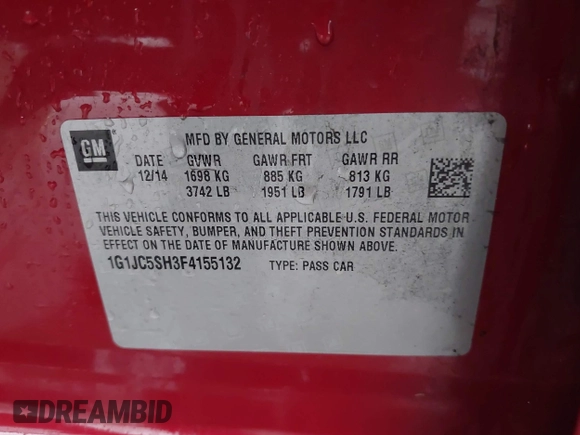 GM
MFD BY GENERAL MOTORS LLC
DATE GVWR GAWR FRT GAWR RR
12/14 1698 KG 885 KG 813 KG
3742 LB 1951 LB 1791 LB
THIS VEHICLE CONFORMS TO ALL APPLICABLE U.S. FEDERAL MOTOR
VEHICLE SAFETY, BUMPER, AND THEFT PREVENTION STANDARDS IN
EFFECT ON THE DATE OF MANUFACTURE SHOWN ABOVE.
1G1JC5SH3F4155132 TYPE: PASS CAR
DREAMBID